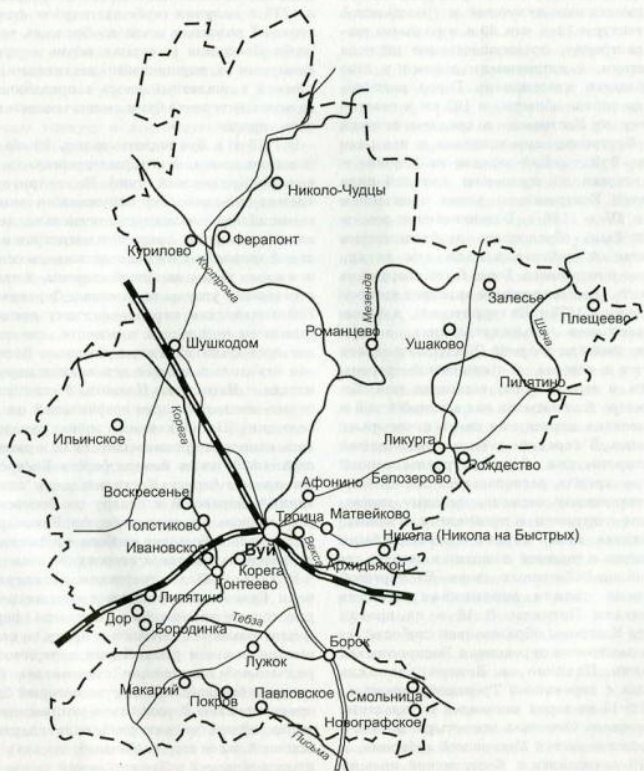 Николо-Чудцы
Ферапонт
Курилово
Кострома
Мезенда
Залесье
Плещеево
Шача
Романцево
Ушаково
Шушкодом
Пилятино
Корега
Ильинское
Ликурга
Рождество
Белозерово
Афонино
Воскресенье
Толстиково
Троица
Матвейково
Никола (Никола на Быстрых)
Ивановское
Буй
Векса
Архидьякон
Корега
Контеево
Липятино
Дор
Бородинка
Тебза
Борок
Лужок
Макарий
Покров
Павловское
Смольница
Новографское
Письма